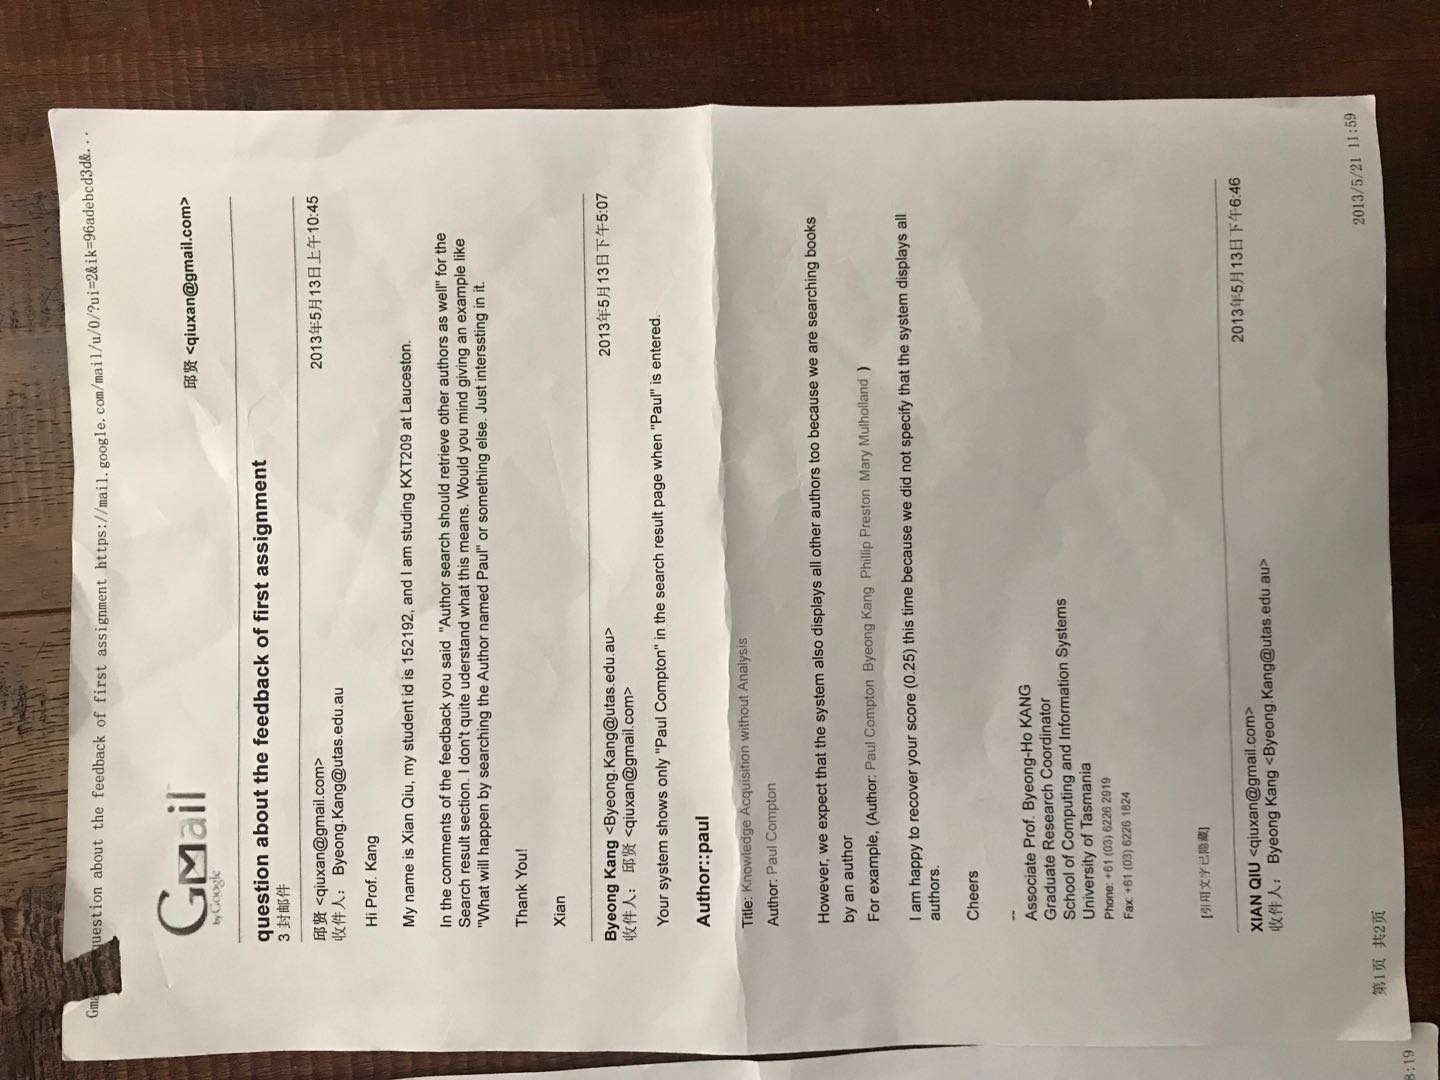 Gma question about the feedback of first assignment https://mail.google.com/mail/u/0/?ui=2&ik=96adebcd3d&...
Gmail
by Google
邱贤 <qiuxan@gmail.com>
question about the feedback of first assignment
3 封邮件
邱贤 <qiuxan@gmail.com> 2013年5月13日上午10:45
收件人： Byeong.Kang@utas.edu.au
Hi Prof. Kang
My name is Xian Qiu, my student id is 152192, and I am studing KXT209 at Lauceston.
In the comments of the feedback you said "Author search should retrieve other authors as well" for the
Search result section. I don't quite uderstand what this means. Would you mind giving an example like
"What will happen by searching the Author named Paul" or something else. Just interssting in it.
Thank You!
Xian
Byeong Kang <Byeong.Kang@utas.edu.au> 2013年5月13日下午5:07
收件人： 邱贤 <qiuxan@gmail.com>
Your system shows only "Paul Compton" in the search result page when "Paul" is entered.
Author::paul
Title: Knowledge Acquisition without Analysis
Author: Paul Compton
However, we expect that the system also displays all other authors too because we are searching books
by an author
For example, (Author: Paul Compton Byeong Kang Phillip Preston Mary Mulholland )
I am happy to recover your score (0.25) this time because we did not specify that the system displays all
authors.
Cheers
--
Associate Prof. Byeong-Ho KANG
Graduate Research Coordinator
School of Computing and Information Systems
University of Tasmania
Phone: +61 (03) 6226 2919
Fax: +61 (03) 6226 1824
[引用文字已隐藏]
XIAN QIU <qiuxan@gmail.com> 2013年5月13日下午6:46
收件人： Byeong Kang <Byeong.Kang@utas.edu.au>
第1页 共2页 2013/5/21 11:59
8:19